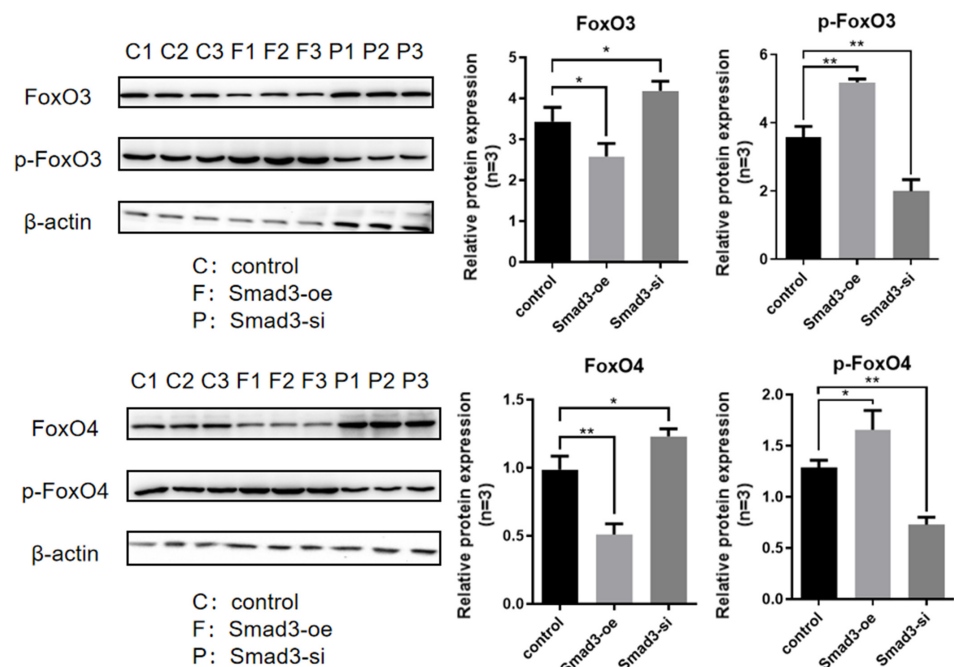 C1 C2 C3 F1 F2 F3 P1 P2 P3
FoxO3
p-FoxO3
β-actin
C: control
F: Smad3-oe
P: Smad3-si
FoxO3
Relative protein expression
(n=3)
5
4
3
2
1
0
*
*
control
Smad3-oe
Smad3-si
p-FoxO3
Relative protein expression
(n=3)
6
4
2
0
**
**
control
Smad3-oe
Smad3-si
C1 C2 C3 F1 F2 F3 P1 P2 P3
FoxO4
p-FoxO4
β-actin
C: control
F: Smad3-oe
P: Smad3-si
FoxO4
Relative protein expression
(n=3)
1.5
1.0
0.5
0.0
*
**
control
Smad3-oe
Smad3-si
p-FoxO4
Relative protein expression
(n=3)
2.0
1.5
1.0
0.5
0.0
**
*
control
Smad3-oe
Smad3-si